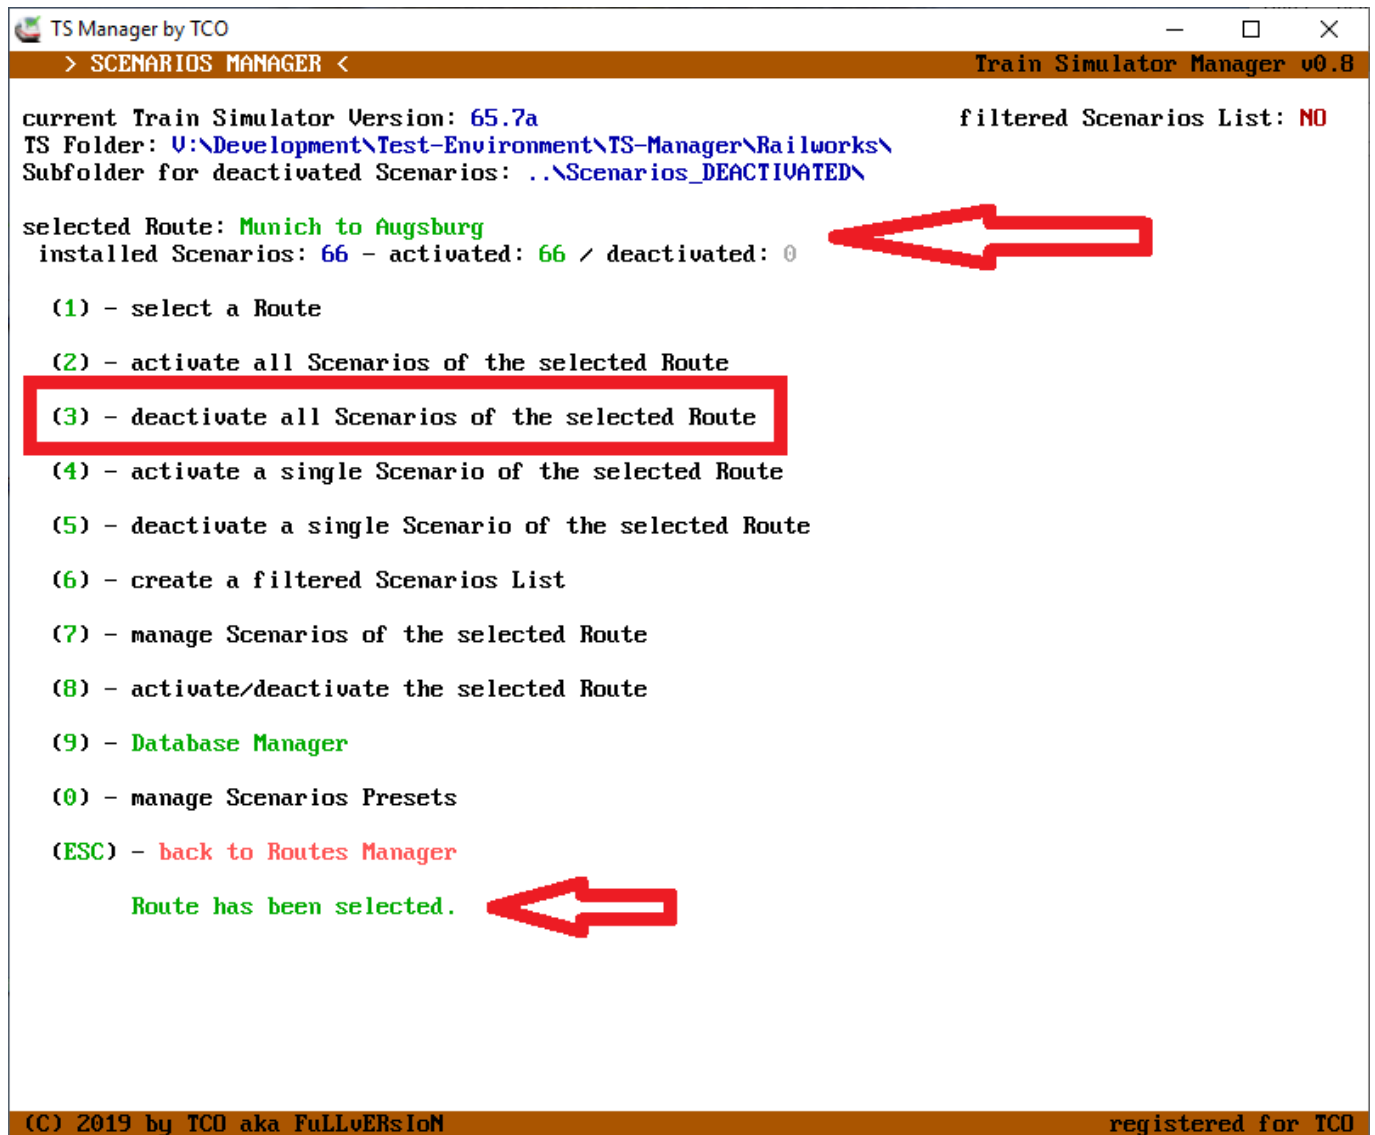 TS Manager by TCO
> SCENARIOS MANAGER < Train Simulator Manager v0.8
current Train Simulator Version: 65.7a filtered Scenarios List: NO
TS Folder: V:\Development\Test-Environment\TS-Manager\Railworks\
Subfolder for deactivated Scenarios: ..\Scenarios_DEACTIVATED\
selected Route: Munich to Augsburg
installed Scenarios: 66 - activated: 66 / deactivated: 0
(1) - select a Route
(2) - activate all Scenarios of the selected Route
(3) - deactivate all Scenarios of the selected Route
(4) - activate a single Scenario of the selected Route
(5) - deactivate a single Scenario of the selected Route
(6) - create a filtered Scenarios List
(7) - manage Scenarios of the selected Route
(8) - activate/deactivate the selected Route
(9) - Database Manager
(0) - manage Scenarios Presets
(ESC) - back to Routes Manager
Route has been selected.
(C) 2019 by TCO aka FuLLvERsIoN registered for TCO